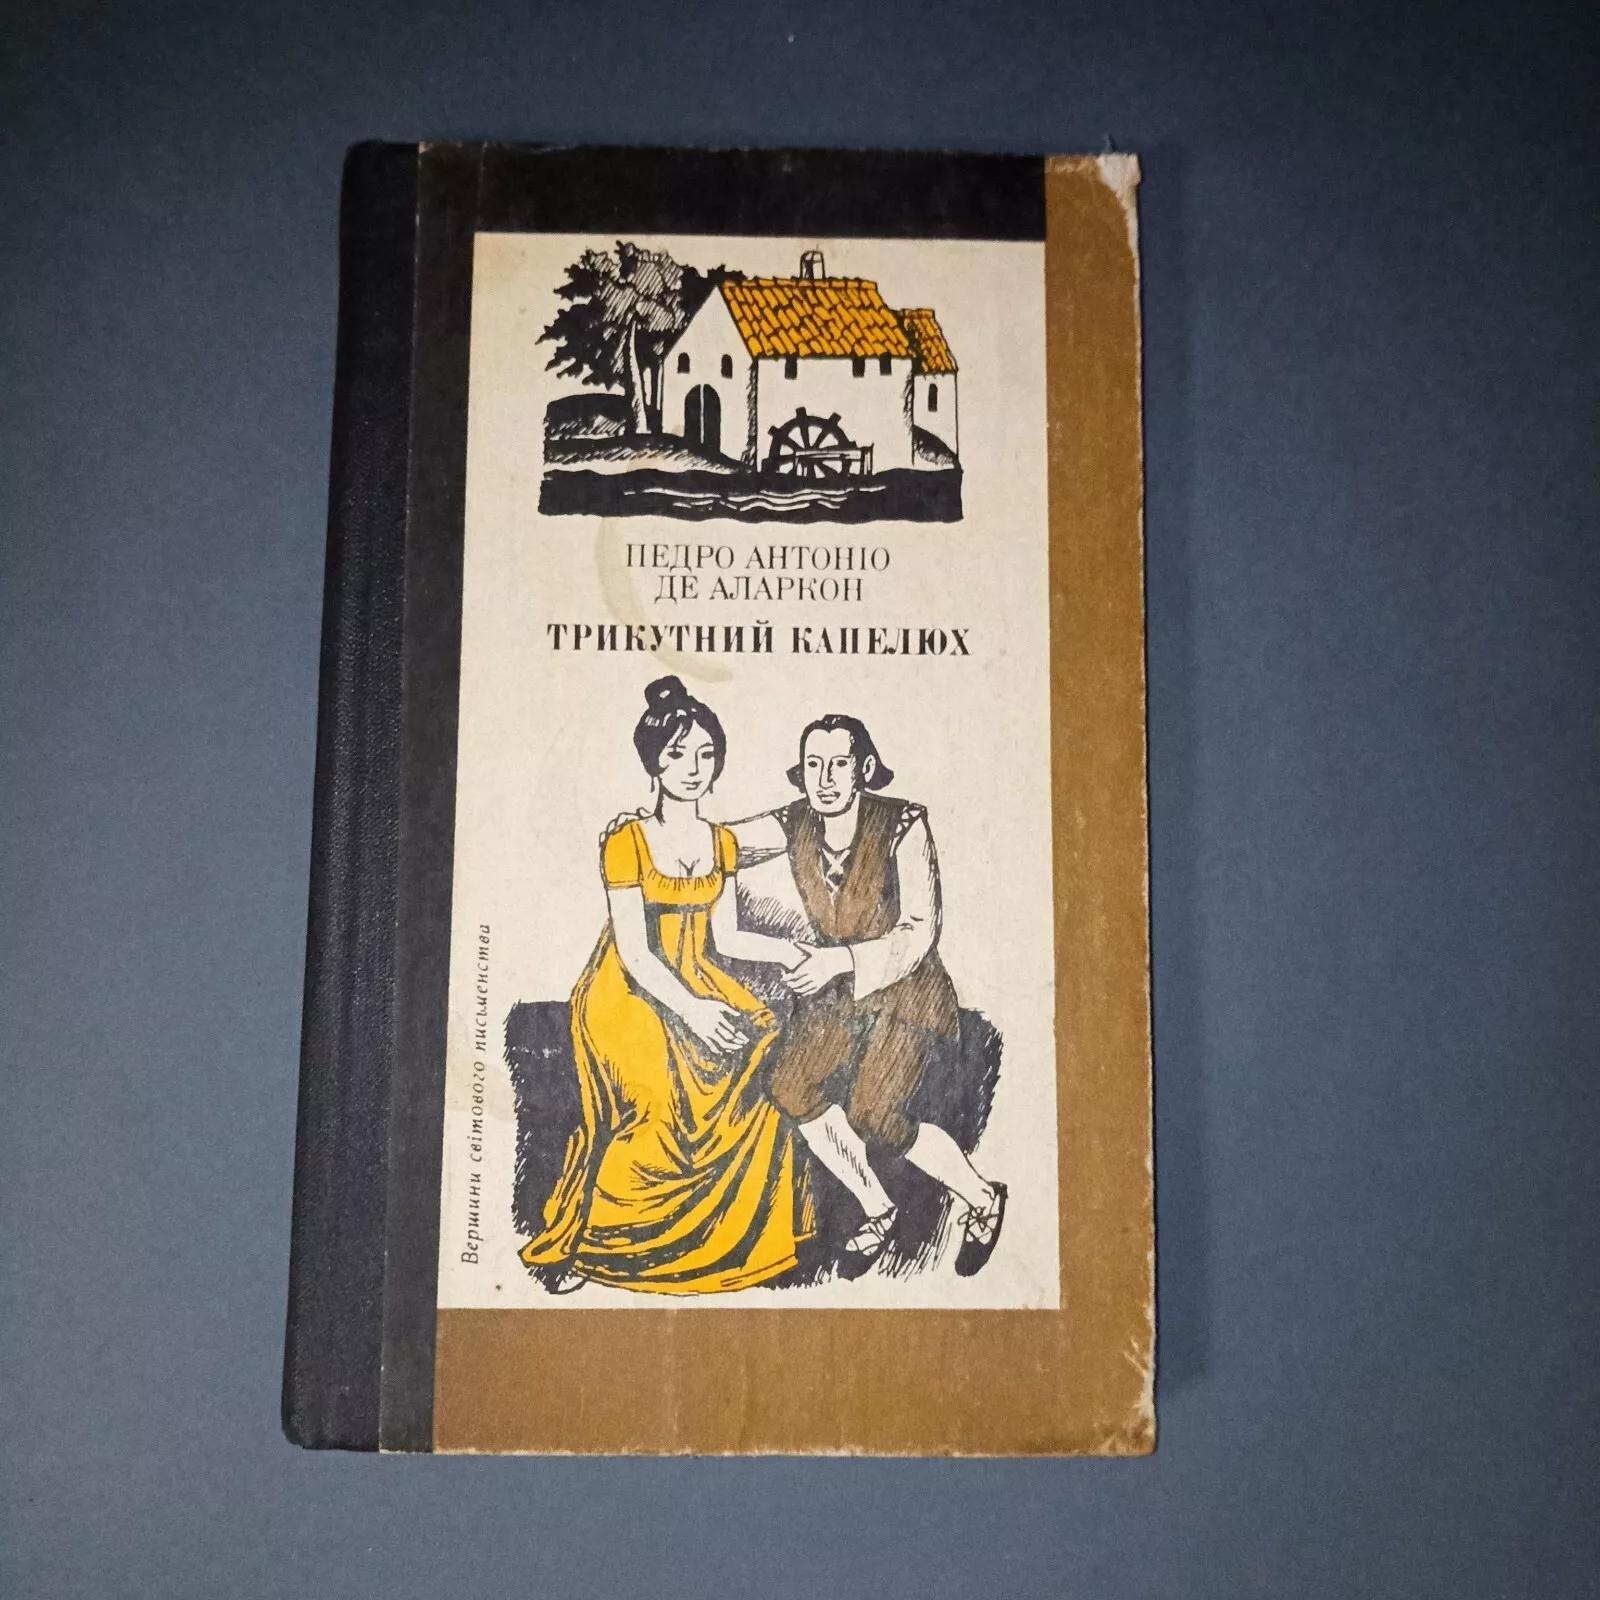 ПЕДРО АНТОНІО
ДЕ АЛАРКОН
ТРИКУТНИЙ КАПЕЛЮХ
Вершини світового письменства